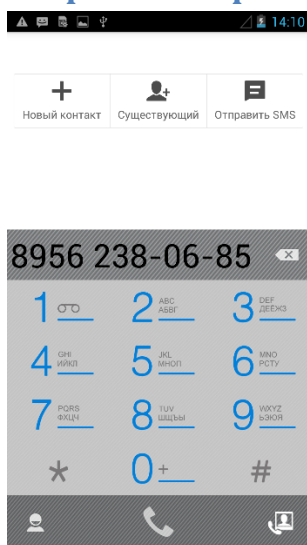 14:10
Новый контакт Существующий Отправить SMS
8956 238-06-85
1 2 ABC 3 DEF
АБВГ ДЕЁЖЗ
4 GHI 5 JKL 6 MNO
ИЙКЛ МНОП РСТУ
7 PQRS 8 TUV 9 WXYZ
ФХЦЧ ШЩЪЫ ЬЭЮЯ
* 0 + #